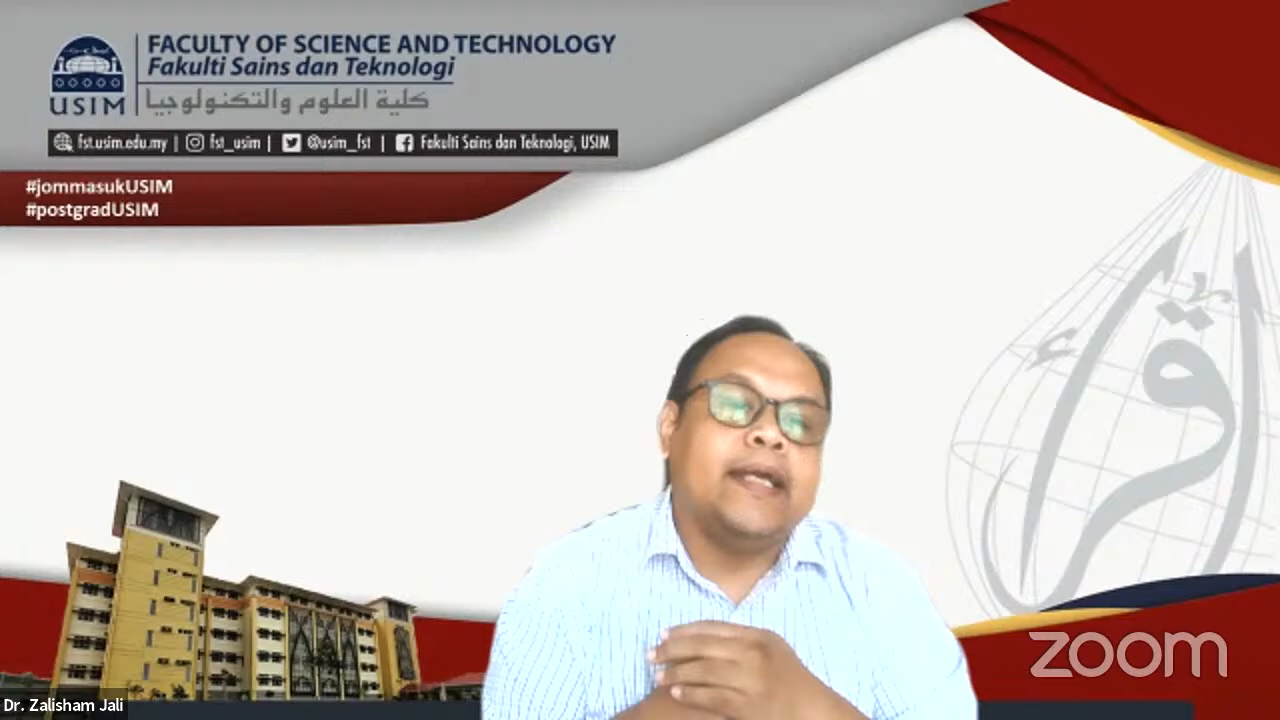 FACULTY OF SCIENCE AND TECHNOLOGY
Fakulti Sains dan Teknologi
USIM
كلية العلوم والتكنولوجيا
fst.usim.edu.my | fst_usim | @usim_fst | Fakulti Sains dan Teknologi, USIM
#jommasukUSIM
#postgradUSIM
اقرأ
zoom
Dr. Zalisham Jali